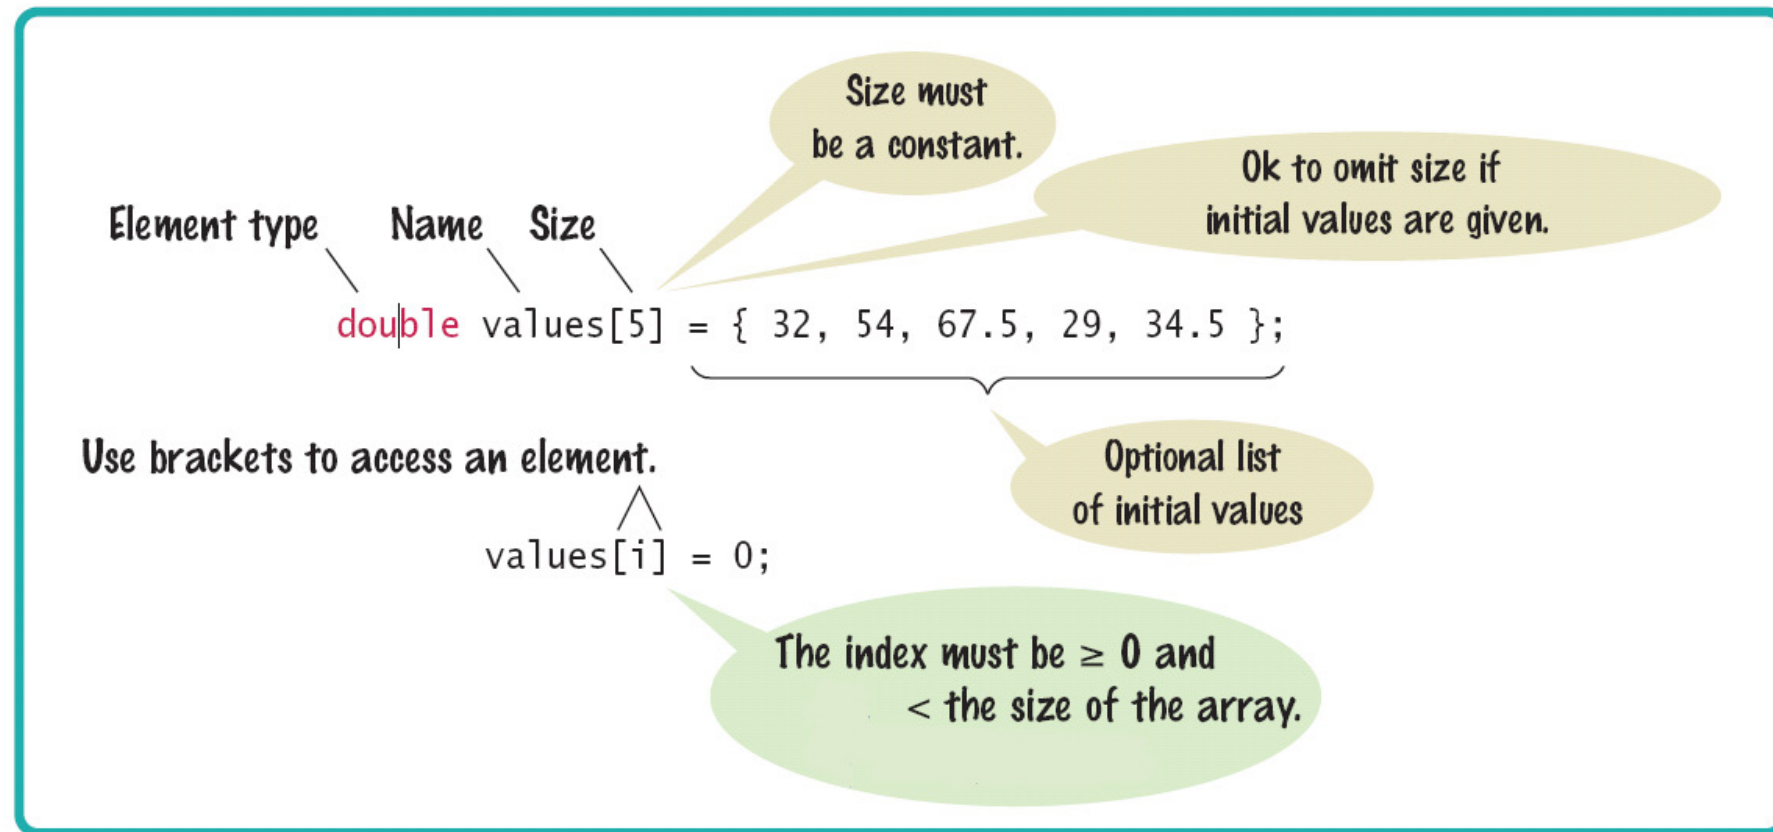 Size must
be a constant.
Ok to omit size if
initial values are given.
Element type Name Size
double values[5] = { 32, 54, 67.5, 29, 34.5 };
Use brackets to access an element.
Optional list
of initial values
values[i] = 0;
The index must be ≥ 0 and
< the size of the array.